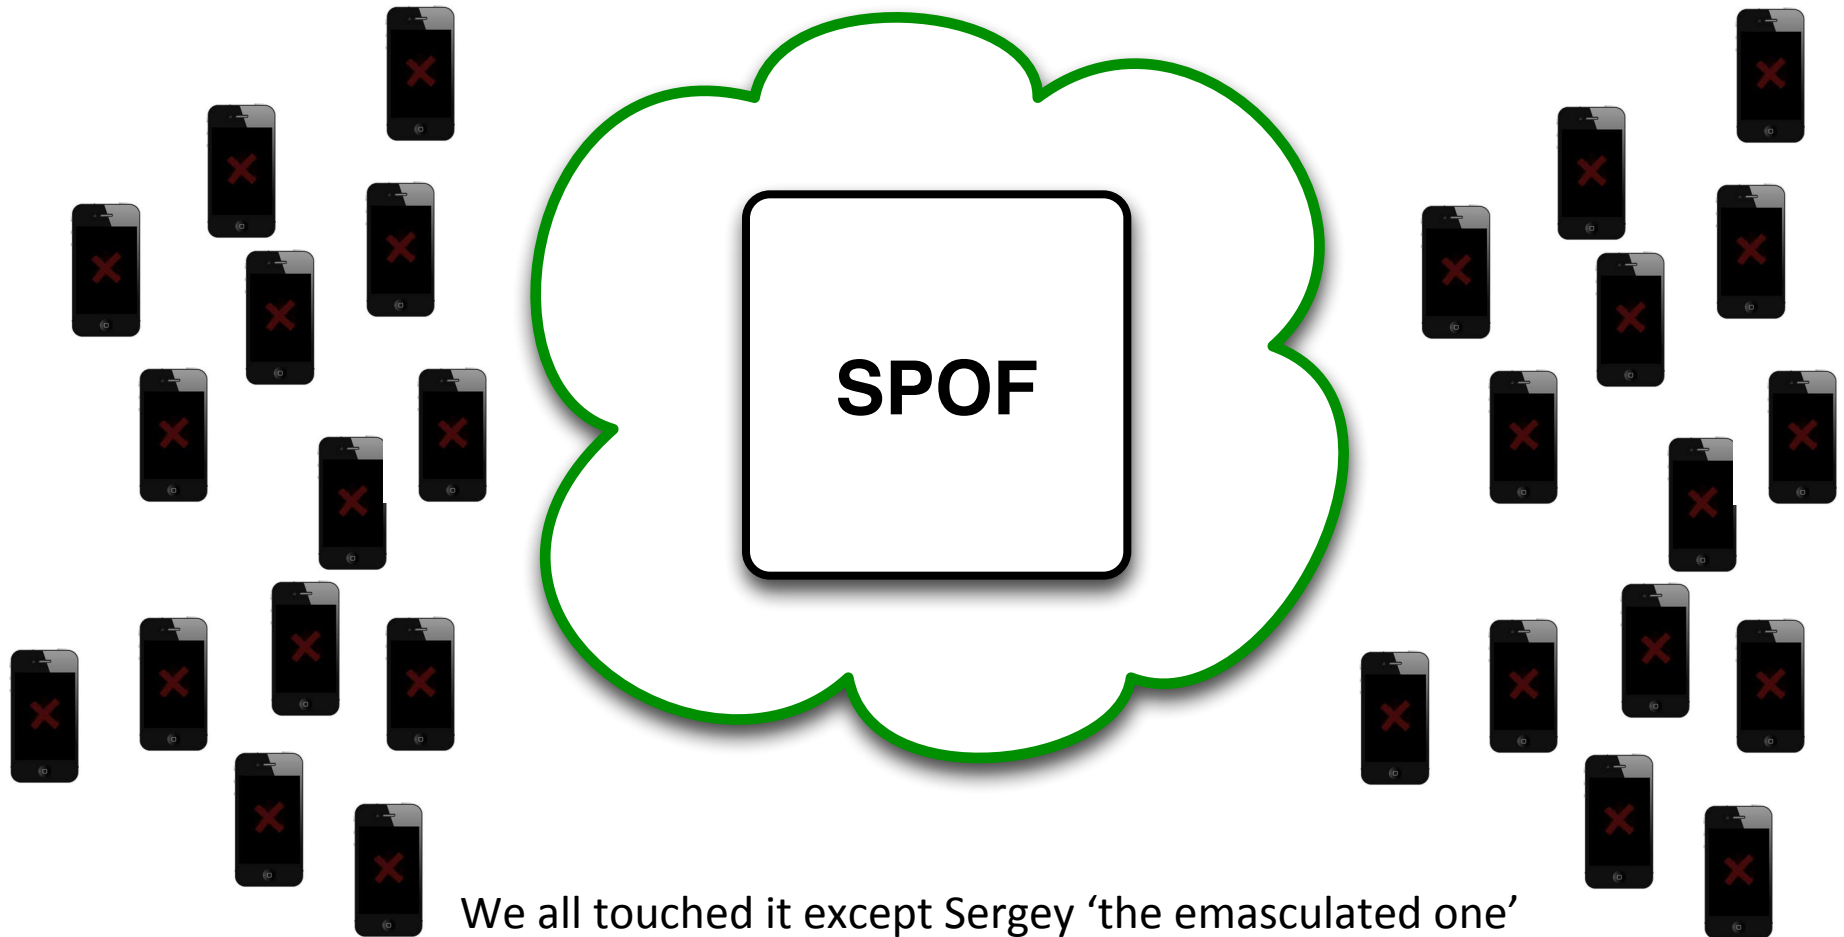 SPOF
We all touched it except Sergey ‘the emasculated one’